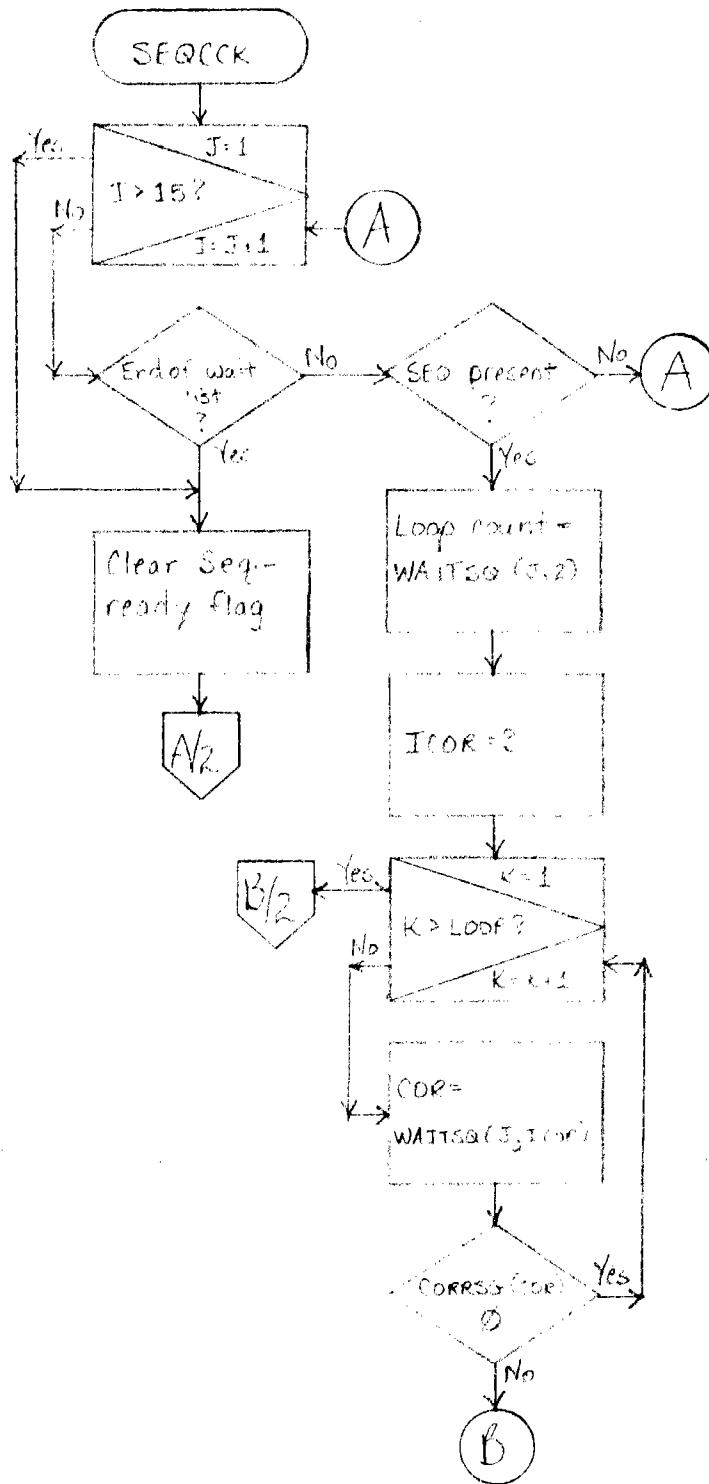 SEQCCK
J=1
Yes
I > 15?
No
J=J+1
A
End of wait
list
?
No
SEQ present
?
No
A
Yes
Yes
Clear Seq.-
ready flag
Loop count =
WAITSQ (J,2)
A/2
ICOR =
B/2
Yes
K=1
K > LOOP?
No
K=K+1
COR=
WAITSQ(J,ICOR)
CORRSQ(COR)
Ø
Yes
No
B